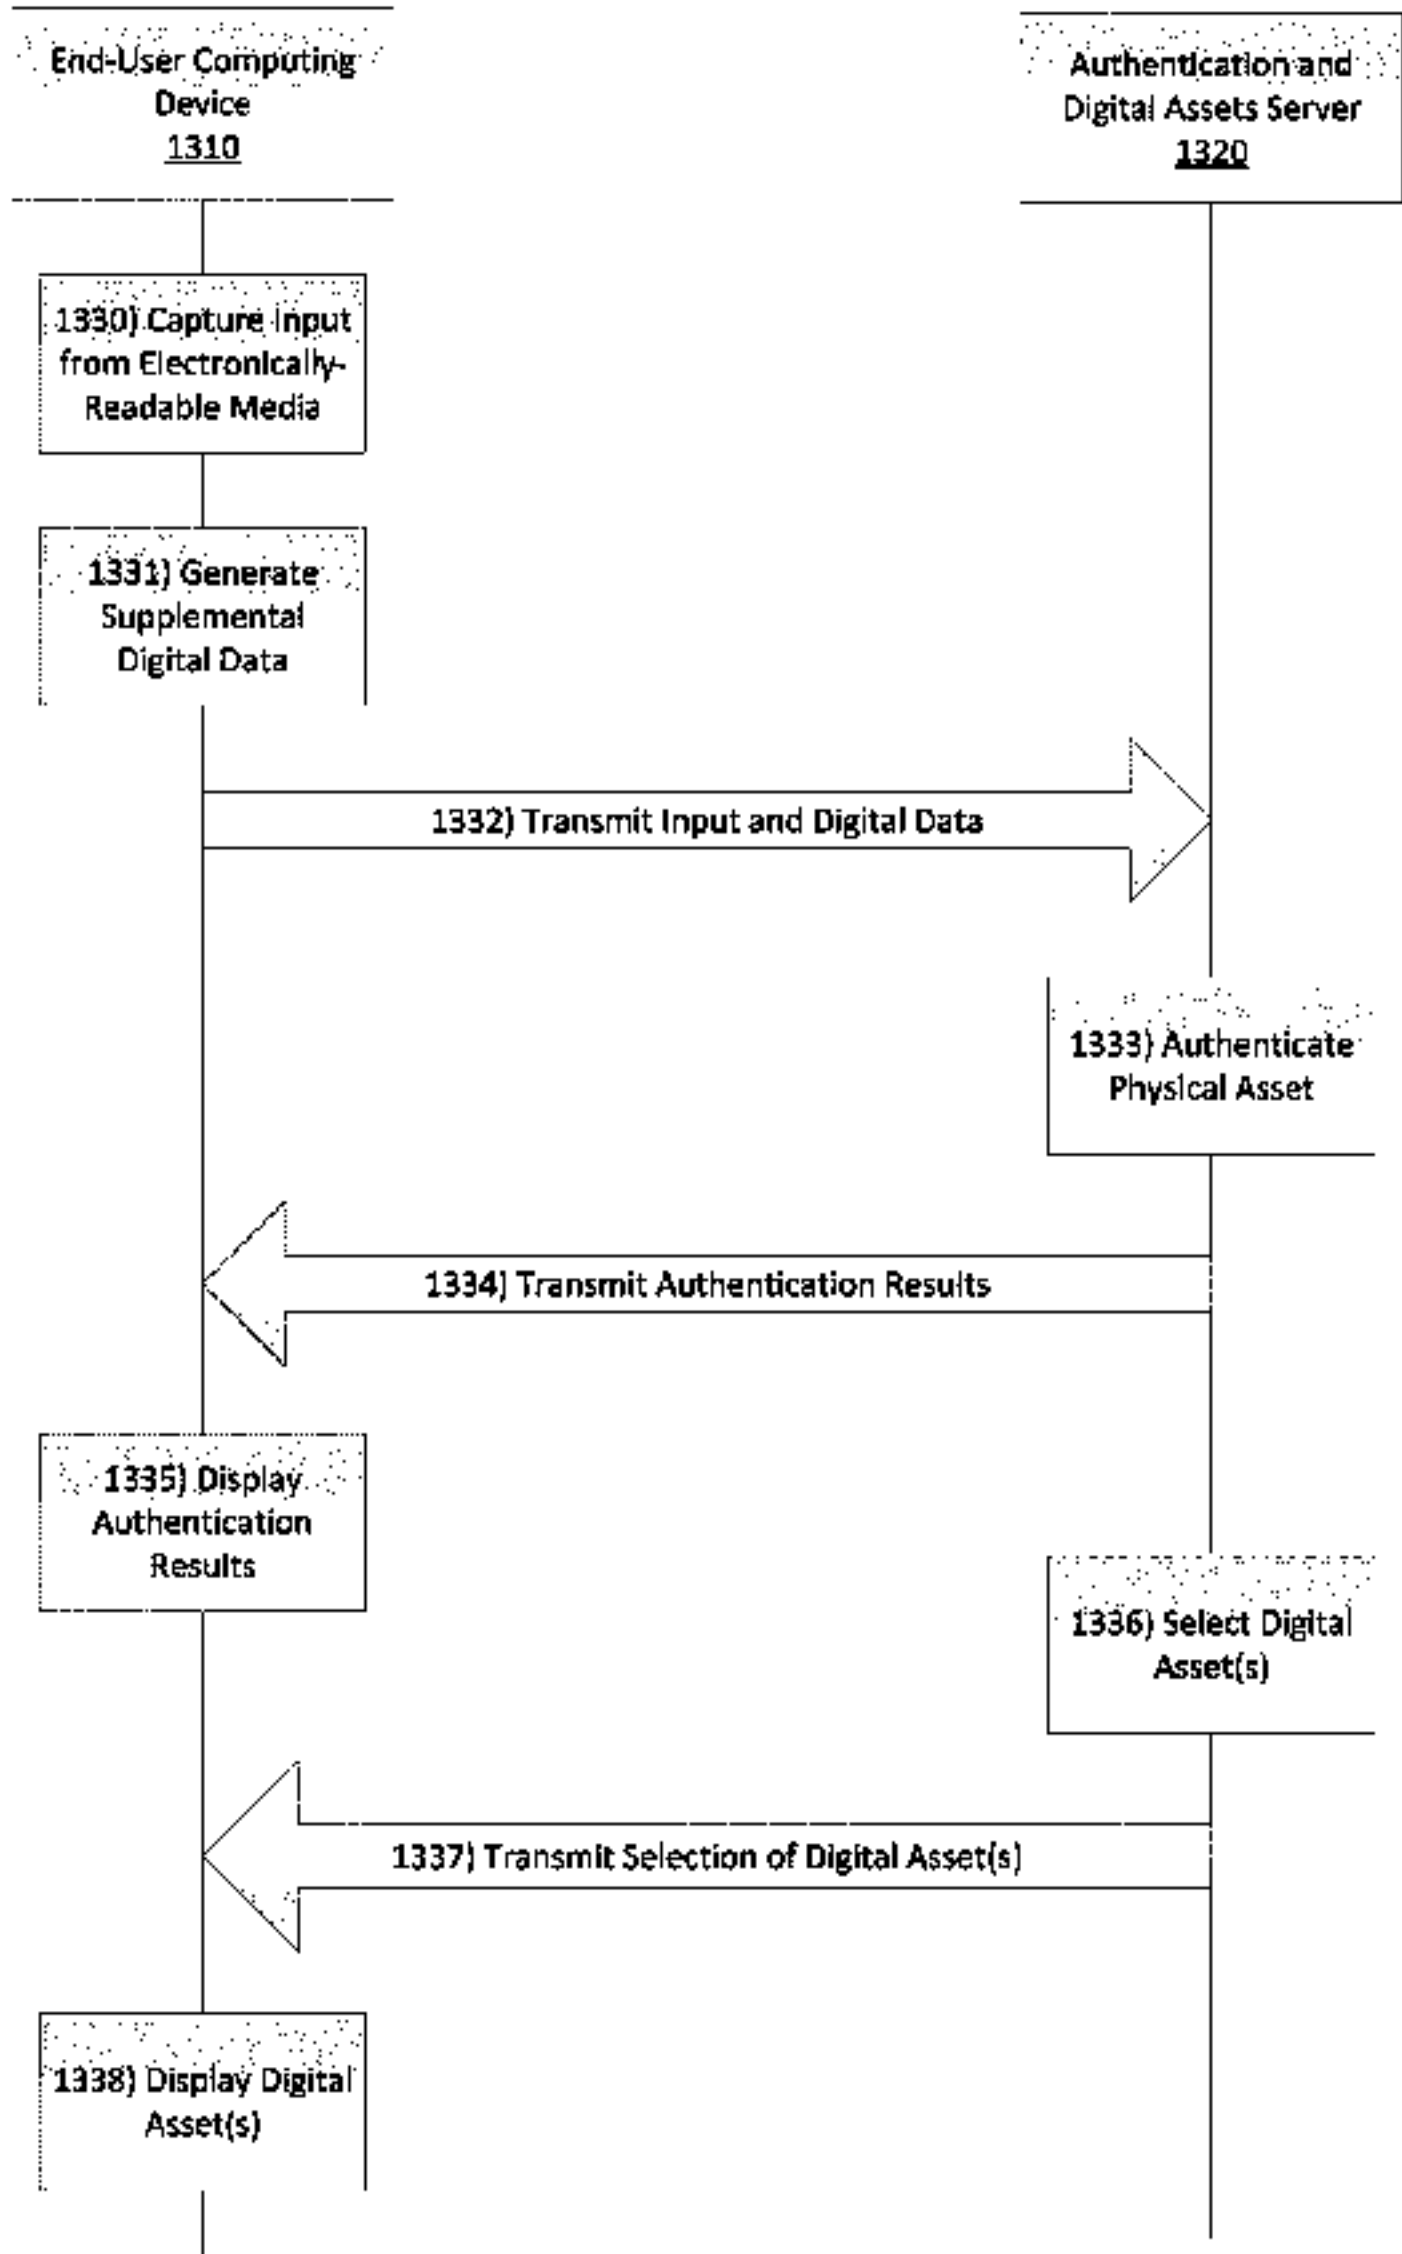 End-User Computing
Device
1310
Authentication and
Digital Assets Server
1320
1330) Capture Input
from Electronically-
Readable Media
1331) Generate
Supplemental
Digital Data
1332) Transmit Input and Digital Data
1333) Authenticate
Physical Asset
1334) Transmit Authentication Results
1335) Display
Authentication
Results
1336) Select Digital
Asset(s)
1337) Transmit Selection of Digital Asset(s)
1338) Display Digital
Asset(s)